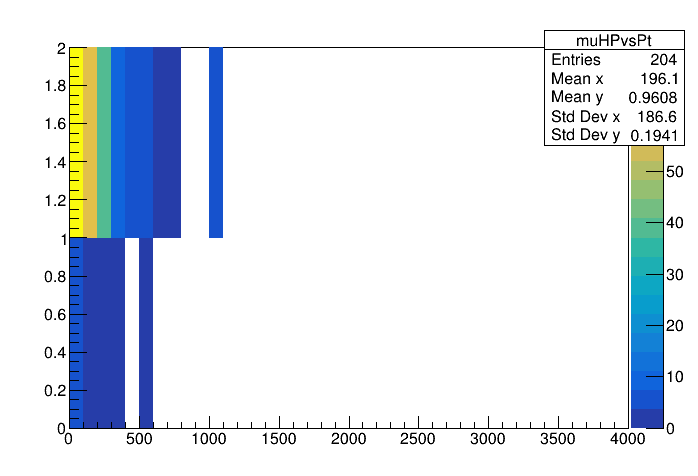 muHPvsPt
Entries 204
Mean x 196.1
Mean y 0.9608
Std Dev x 186.6
Std Dev y 0.1941
2
1.8
1.6
1.4
1.2
1
0.8
0.6
0.4
0.2
0
0 500 1000 1500 2000 2500 3000 3500 4000
50
40
30
20
10
0